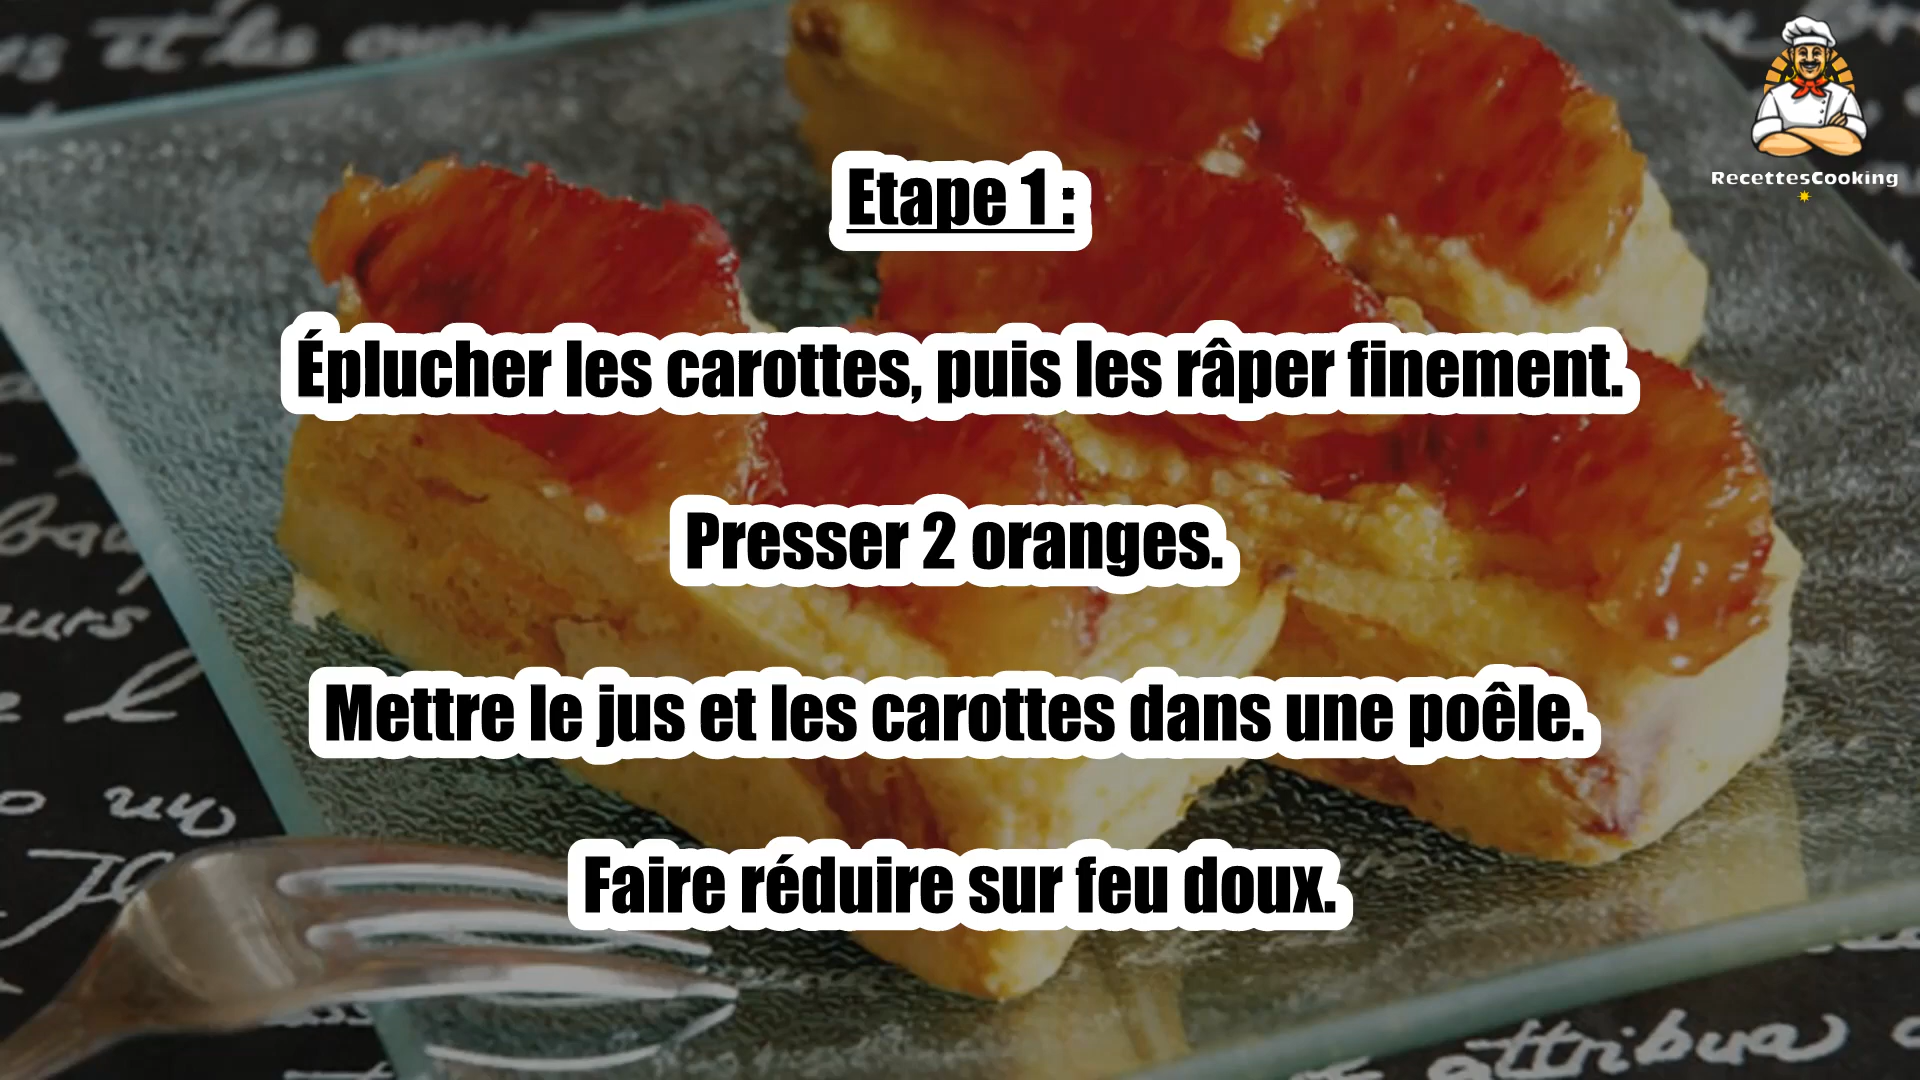 RecettesCooking
Etape 1 :
Éplucher les carottes, puis les râper finement.
Presser 2 oranges.
Mettre le jus et les carottes dans une poêle.
Faire réduire sur feu doux.
attribua